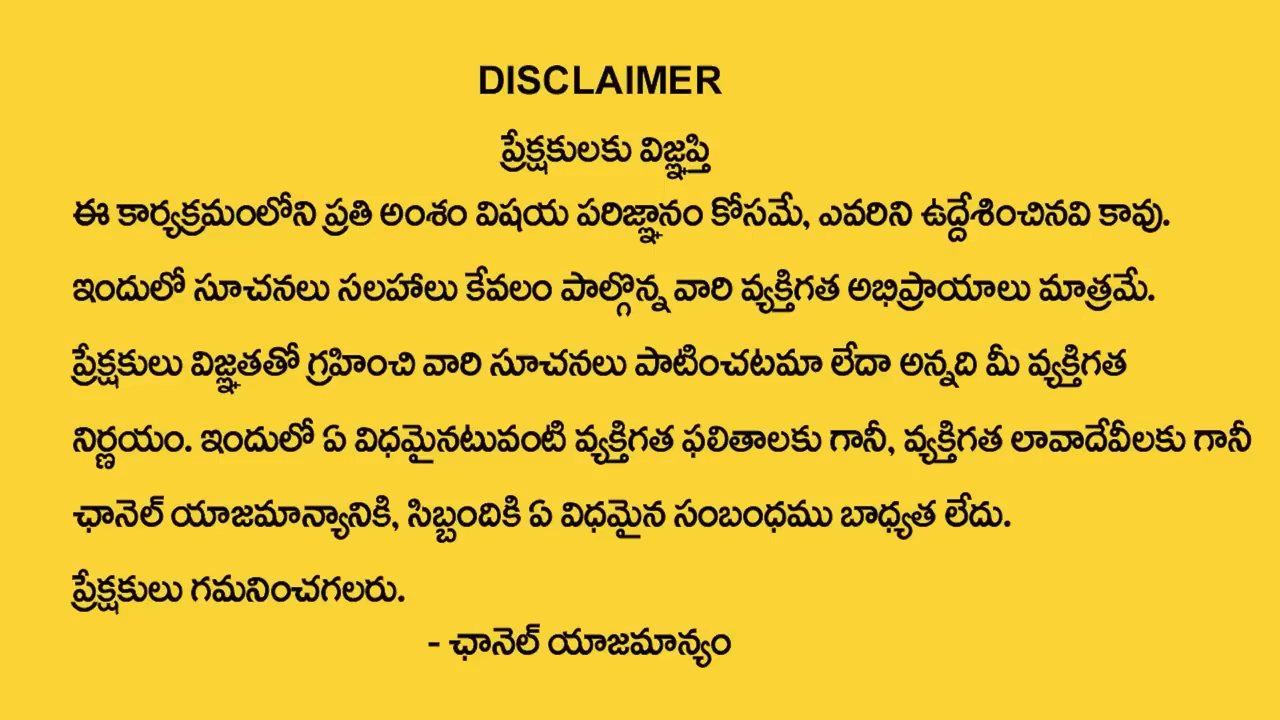 DISCLAIMER
ప్రేక్షకులకు విజ్ఞప్తి
ఈ కార్యక్రమంలోని ప్రతి అంశం విషయ పరిజ్ఞానం కోసమే, ఎవరిని ఉద్దేశించినవి కావు.
ఇందులో సూచనలు సలహాలు కేవలం పాల్గొన్న వారి వ్యక్తిగత అభిప్రాయాలు మాత్రమే.
ప్రేక్షకులు విజ్ఞతతో గ్రహించి వారి సూచనలు పాటించటమా లేదా అన్నది మీ వ్యక్తిగత
నిర్ణయం. ఇందులో ఏ విధమైనటువంటి వ్యక్తిగత ఫలితాలకు గానీ, వ్యక్తిగత లావాదేవీలకు గానీ
ఛానెల్ యాజమాన్యానికి, సిబ్బందికి ఏ విధమైన సంబంధము బాధ్యత లేదు.
ప్రేక్షకులు గమనించగలరు.
- ఛానెల్ యాజమాన్యం